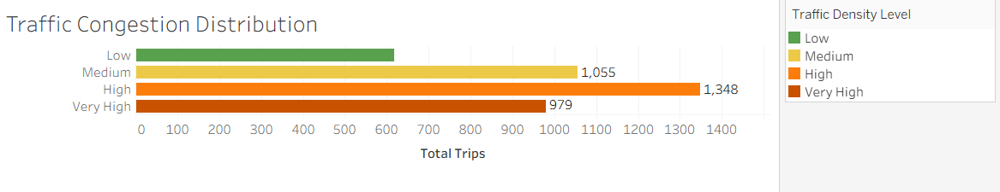 Traffic Congestion Distribution
Low
Medium 1,055
High 1,348
Very High 979
0 100 200 300 400 500 600 700 800 900 1000 1100 1200 1300 1400
Total Trips
Traffic Density Level
Low
Medium
High
Very High